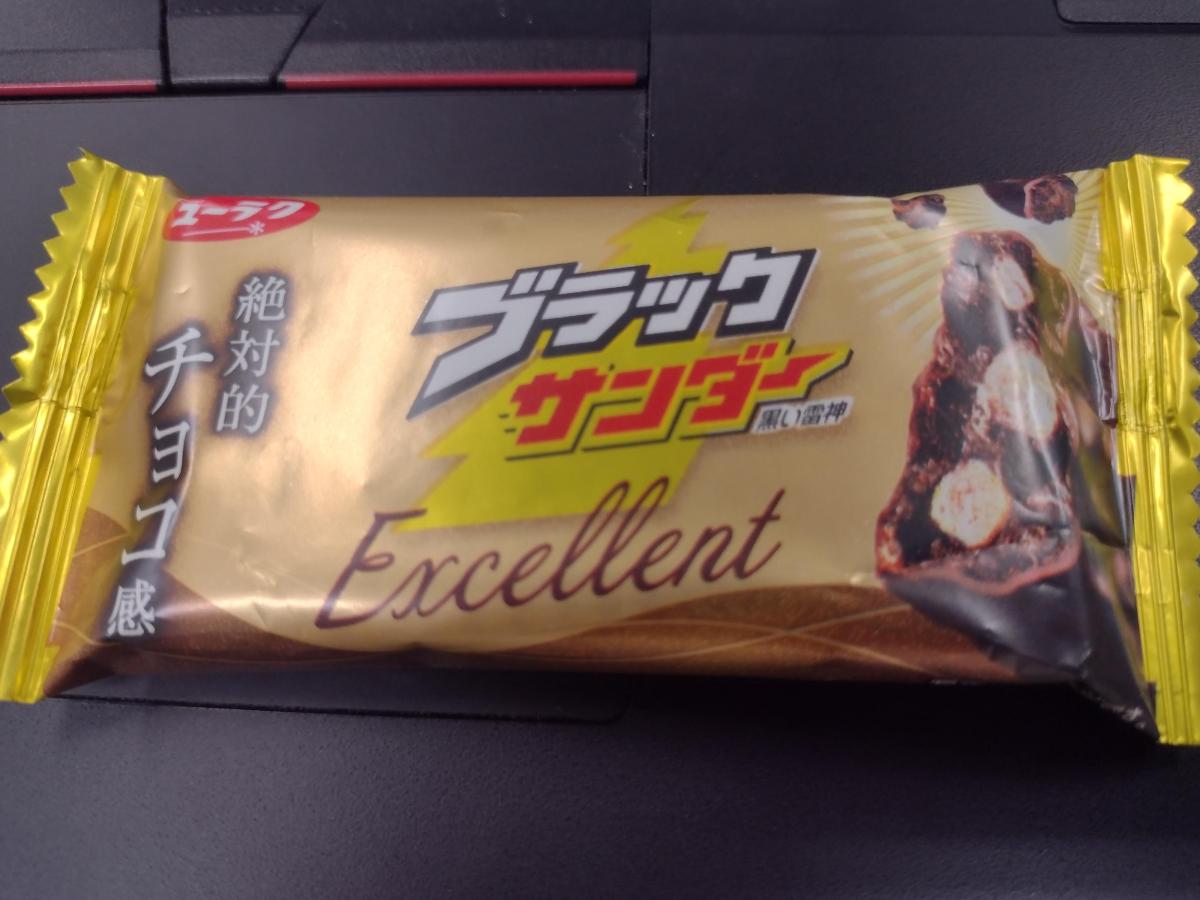 ユーラク
絶対的
チョコ感
ブラック
サンダー
黒い雷神
Excellent